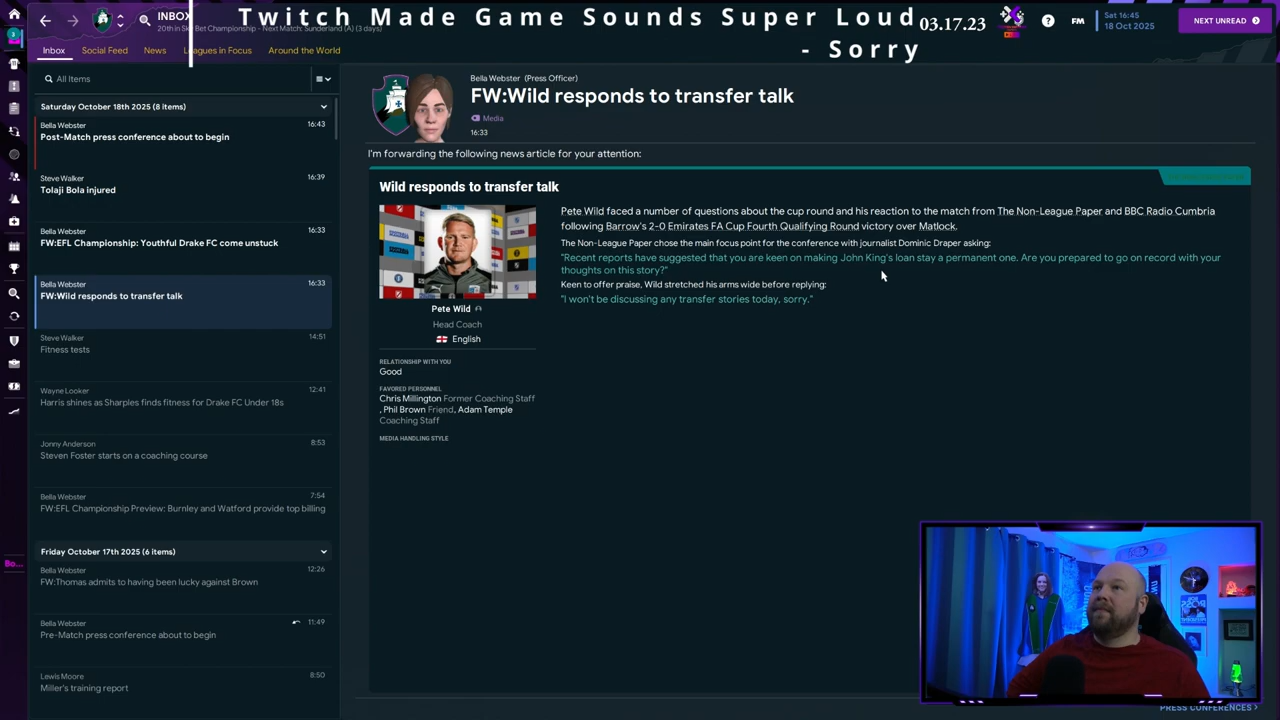 Twitch Made Game Sounds Super Loud
- Sorry
INBOX
20th in Sky Bet Championship - Next Match: Sunderland (A) (3 days)
03.17.23
FM
Sat 16:45
18 Oct 2025
NEXT UNREAD
Inbox
Social Feed
News
Leagues in Focus
Around the World
All Items
Saturday October 18th 2025 (8 items)
Bella Webster 16:43
Post-Match press conference about to begin
Steve Walker 16:39
Tolaji Bola injured
Bella Webster 16:33
FW:EFL Championship: Youthful Drake FC come unstuck
Bella Webster 16:33
FW:Wild responds to transfer talk
Steve Walker 14:51
Fitness tests
Wayne Looker 12:41
Harris shines as Sharples finds fitness for Drake FC Under 18s
Jonny Anderson 8:53
Steven Foster starts on a coaching course
Bella Webster 7:54
FW:EFL Championship Preview: Burnley and Watford provide top billing
Friday October 17th 2025 (6 items)
Bella Webster 12:26
FW:Thomas admits to having been lucky against Brown
Bella Webster 11:49
Pre-Match press conference about to begin
Lewis Moore 8:50
Miller's training report
Bella Webster (Press Officer)
FW:Wild responds to transfer talk
Media
16:33
I'm forwarding the following news article for your attention:
Wild responds to transfer talk
Pete Wild
Head Coach
English
RELATIONSHIP WITH YOU
Good
FAVORED PERSONNEL
Chris Millington Former Coaching Staff
, Phil Brown Friend, Adam Temple
Coaching Staff
MEDIA HANDLING STYLE
Pete Wild faced a number of questions about the cup round and his reaction to the match from The Non-League Paper and BBC Radio Cumbria
following Barrow's 2-0 Emirates FA Cup Fourth Qualifying Round victory over Matlock.
The Non-League Paper chose the main focus point for the conference with journalist Dominic Draper asking:
"Recent reports have suggested that you are keen on making John King's loan stay a permanent one. Are you prepared to go on record with your
thoughts on this story?"
Keen to offer praise, Wild stretched his arms wide before replying:
"I won't be discussing any transfer stories today, sorry."
PRESS CONFERENCES >